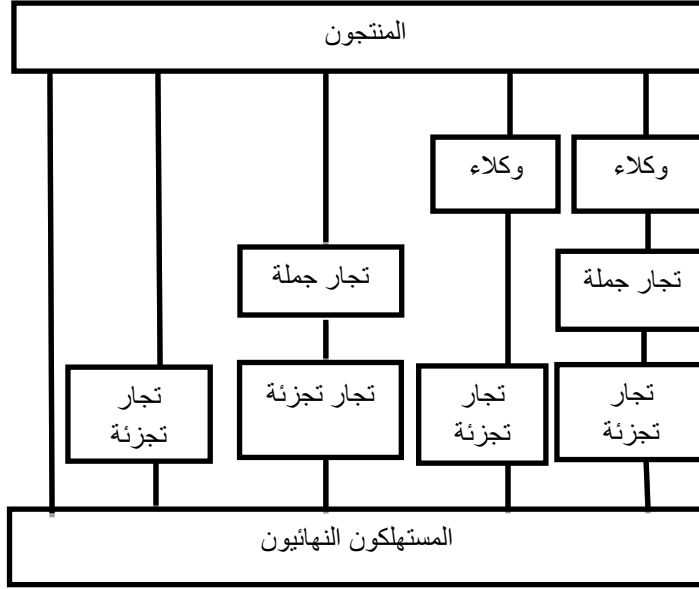 المنتجون
وكلاء
وكلاء
تجار جملة
تجار جملة
تجار
تجزئة
تجار
تجزئة
تجار تجزئة
تجار
تجزئة
المستهلكون النهائيون